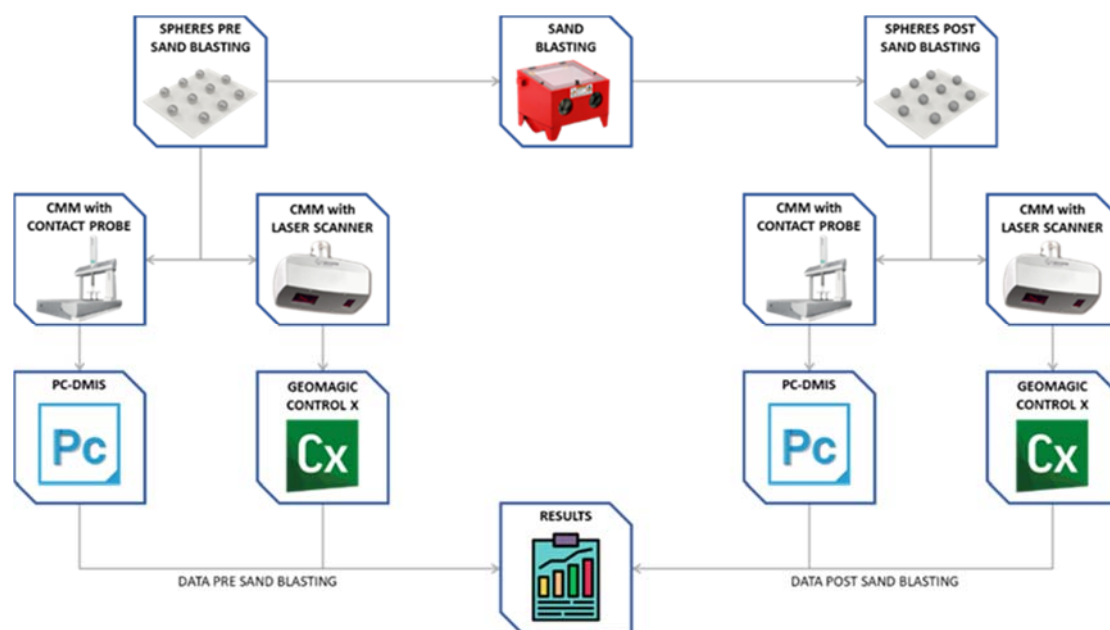 SPHERES PRE
SAND BLASTING
SAND
BLASTING
SPHERES POST
SAND BLASTING
CMM with
CONTACT PROBE
CMM with
LASER SCANNER
CMM with
CONTACT PROBE
CMM with
LASER SCANNER
PC-DMIS
Pc
GEOMAGIC
CONTROL X
Cx
PC-DMIS
Pc
GEOMAGIC
CONTROL X
Cx
RESULTS
DATA PRE SAND BLASTING
DATA POST SAND BLASTING